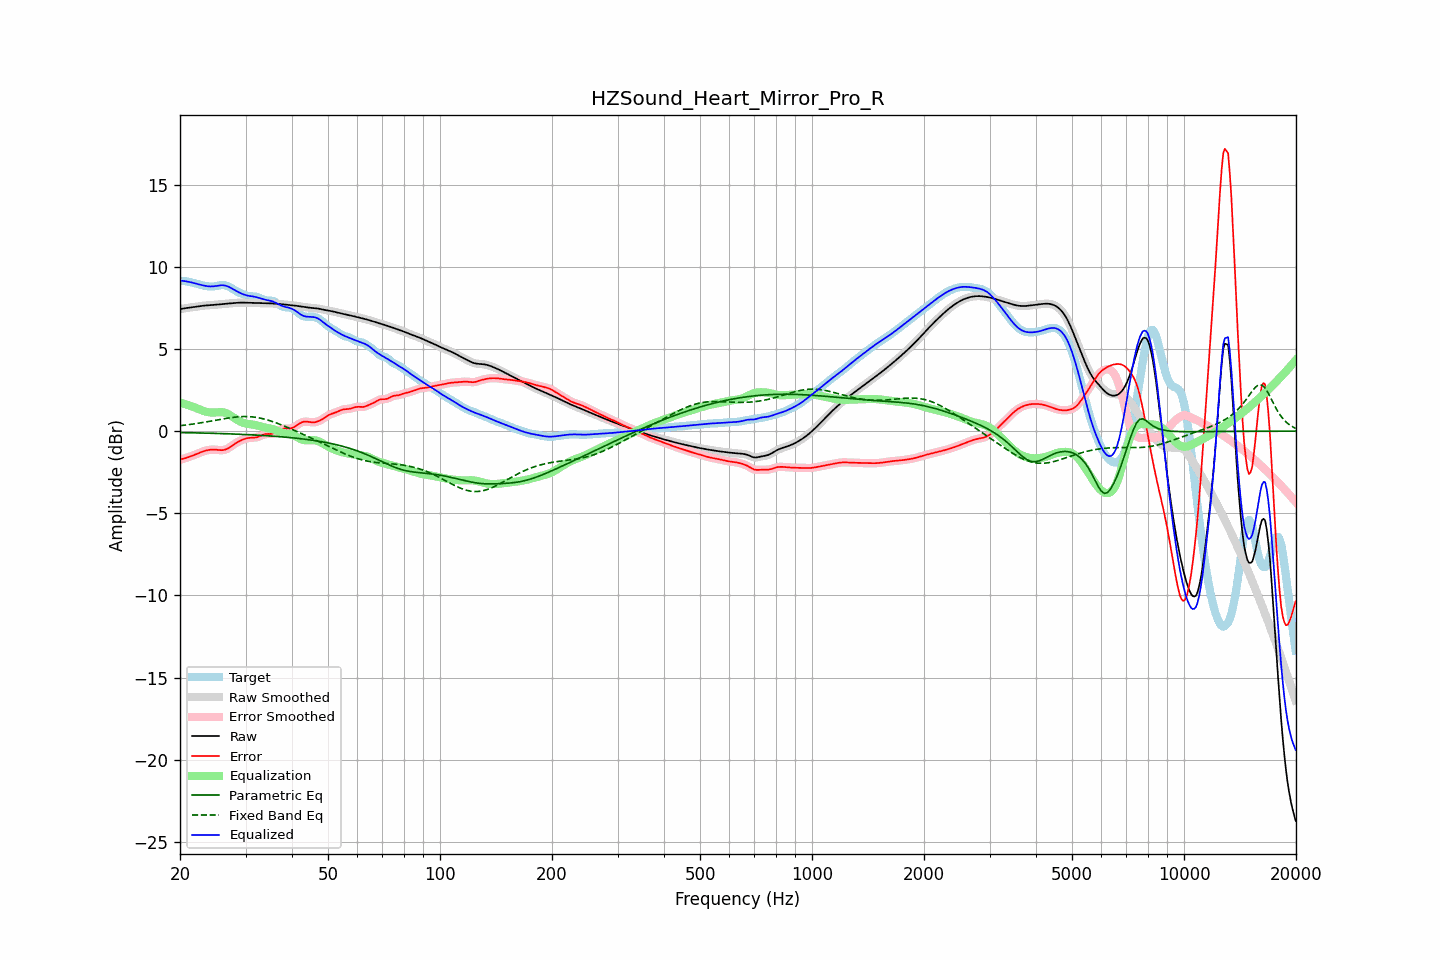 HZSound_Heart_Mirror_Pro_R
Amplitude (dBr)
15
10
5
0
−5
−10
−15
−20
−25
Target
Raw Smoothed
Error Smoothed
Raw
Error
Equalization
Parametric Eq
Fixed Band Eq
Equalized
20 50 100 200 500 1000 2000 5000 10000 20000
Frequency (Hz)